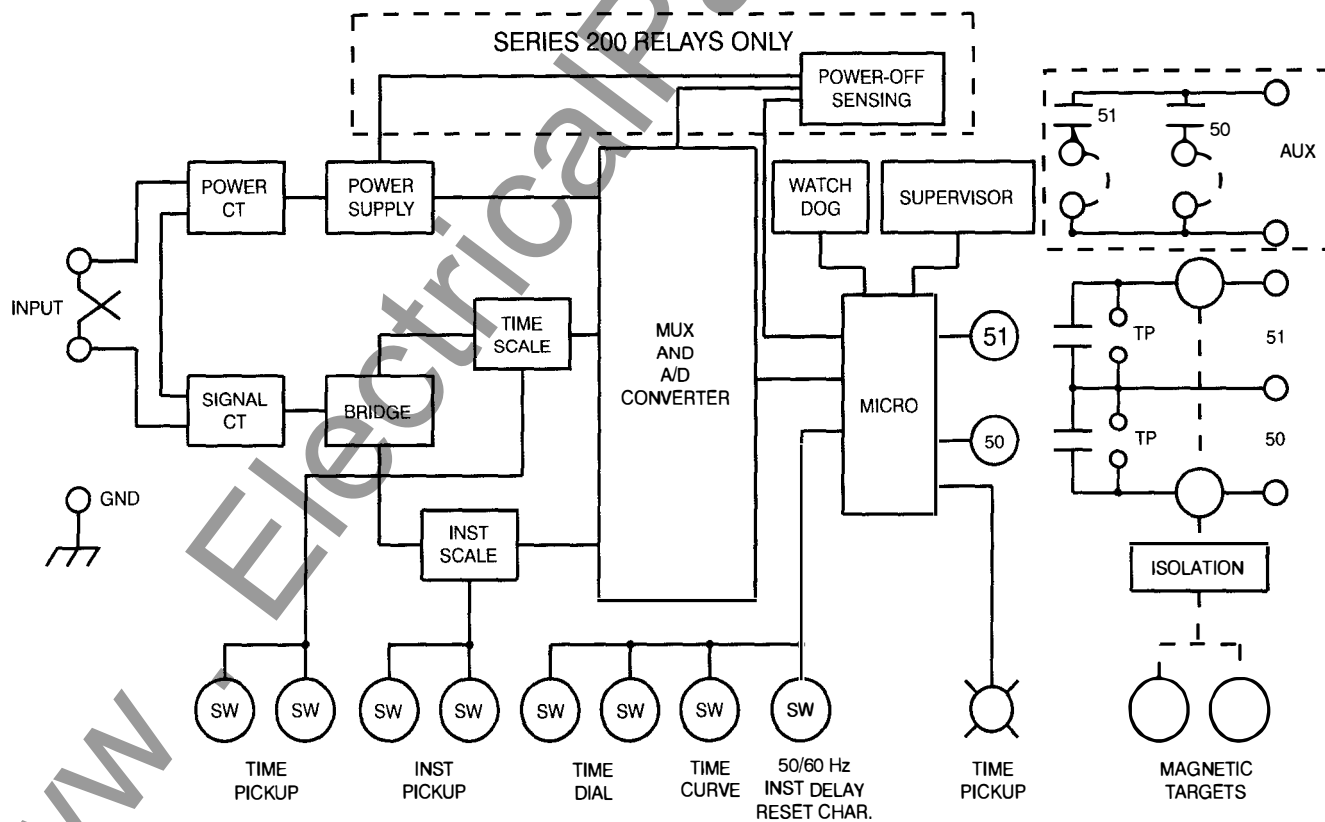 SERIES 200 RELAYS ONLY
POWER-OFF
SENSING
51
50
AUX
POWER
CT
POWER
SUPPLY
WATCH
DOG
SUPERVISOR
INPUT
TIME
SCALE
MUX
AND
A/D
CONVERTER
51
TP
51
SIGNAL
CT
BRIDGE
MICRO
50
TP
50
GND
INST
SCALE
ISOLATION
SW
SW
SW
SW
SW
SW
SW
SW
TIME
PICKUP
INST
PICKUP
TIME
DIAL
TIME
CURVE
50/60 Hz
INST DELAY
RESET CHAR.
TIME
PICKUP
MAGNETIC
TARGETS